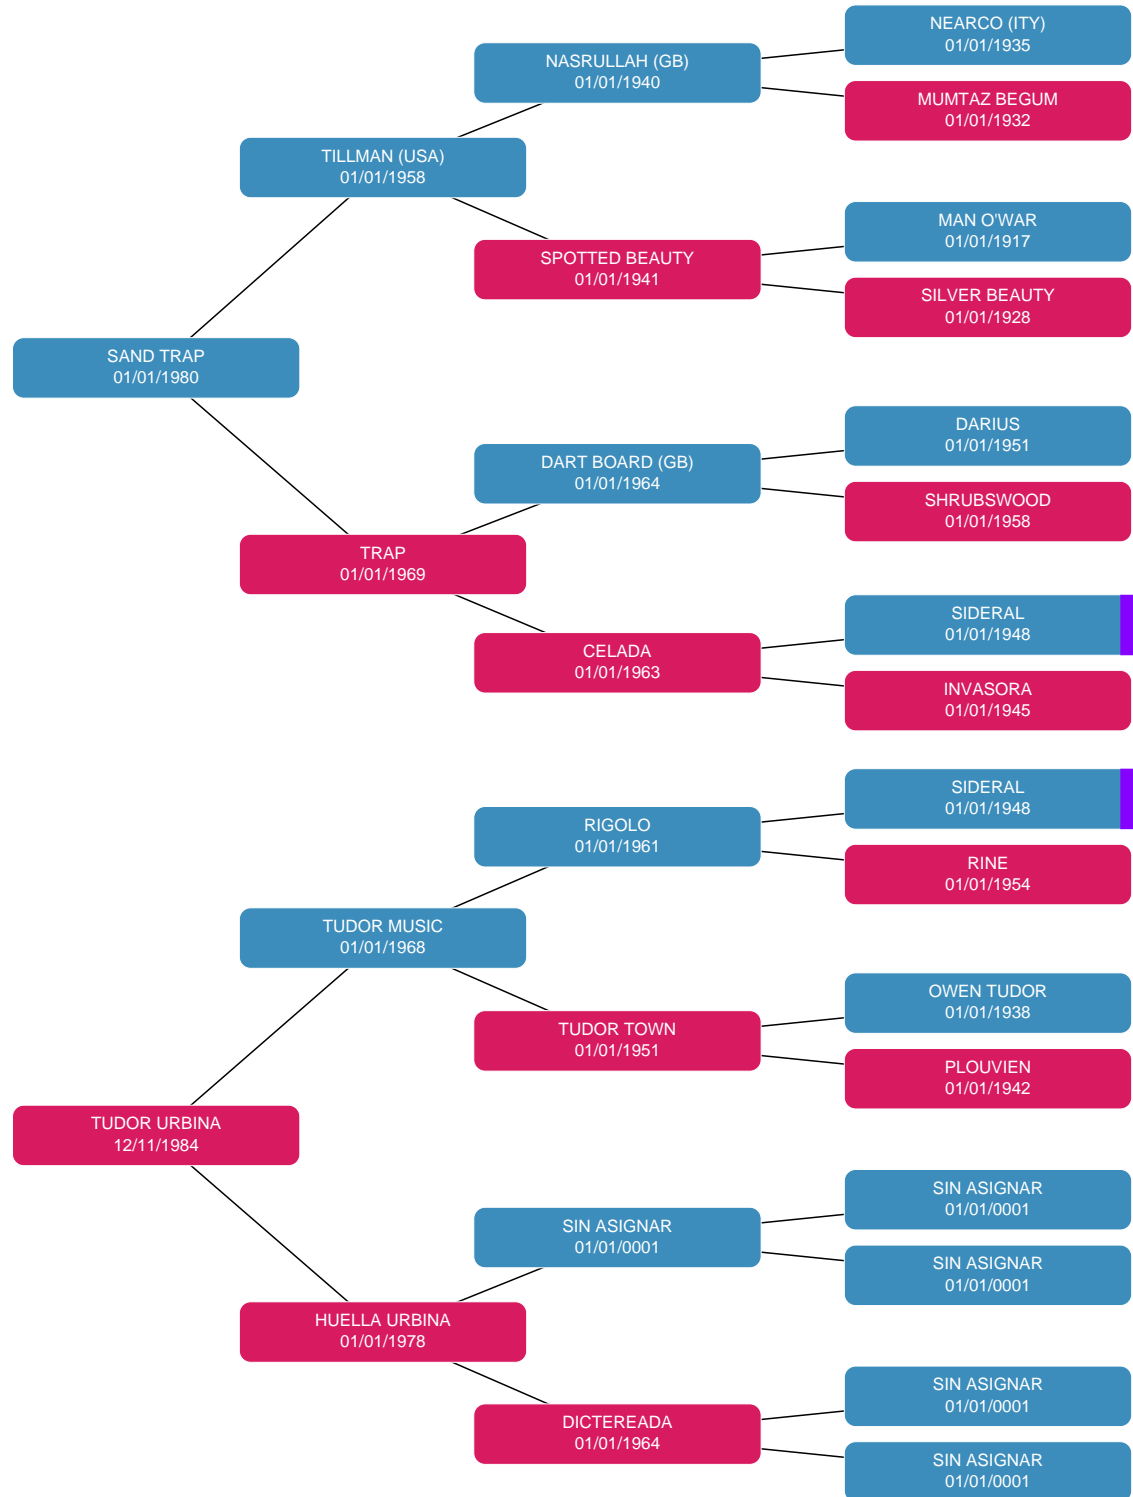 NEARCO (ITY)
01/01/1935
NASRULLAH (GB)
01/01/1940
MUMTAZ BEGUM
01/01/1932
TILLMAN (USA)
01/01/1958
MAN O'WAR
01/01/1917
SPOTTED BEAUTY
01/01/1941
SILVER BEAUTY
01/01/1928
SAND TRAP
01/01/1980
DARIUS
01/01/1951
DART BOARD (GB)
01/01/1964
SHRUBSWOOD
01/01/1958
TRAP
01/01/1969
SIDERAL
01/01/1948
CELADA
01/01/1963
INVASORA
01/01/1945
SIDERAL
01/01/1948
RIGOLO
01/01/1961
RINE
01/01/1954
TUDOR MUSIC
01/01/1968
OWEN TUDOR
01/01/1938
TUDOR TOWN
01/01/1951
PLOUVIEN
01/01/1942
TUDOR URBINA
12/11/1984
SIN ASIGNAR
01/01/0001
SIN ASIGNAR
01/01/0001
SIN ASIGNAR
01/01/0001
HUELLA URBINA
01/01/1978
SIN ASIGNAR
01/01/0001
DICTEREADA
01/01/1964
SIN ASIGNAR
01/01/0001